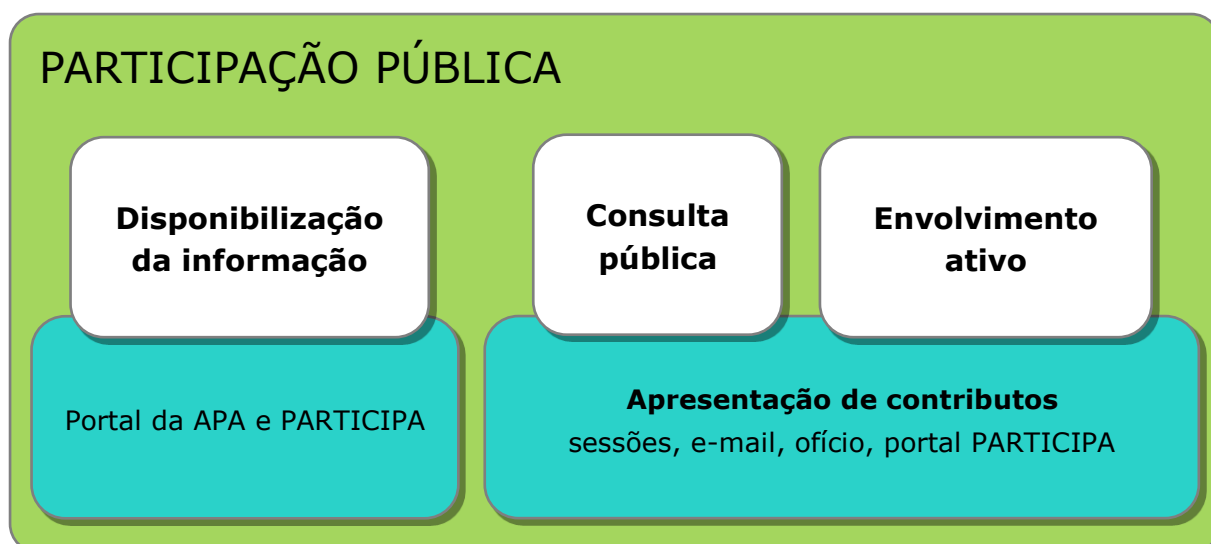 PARTICIPAÇÃO PÚBLICA
Disponibilização
da informação
Consulta
pública
Envolvimento
ativo
Portal da APA e PARTICIPA
Apresentação de contributos
sessões, e-mail, ofício, portal PARTICIPA